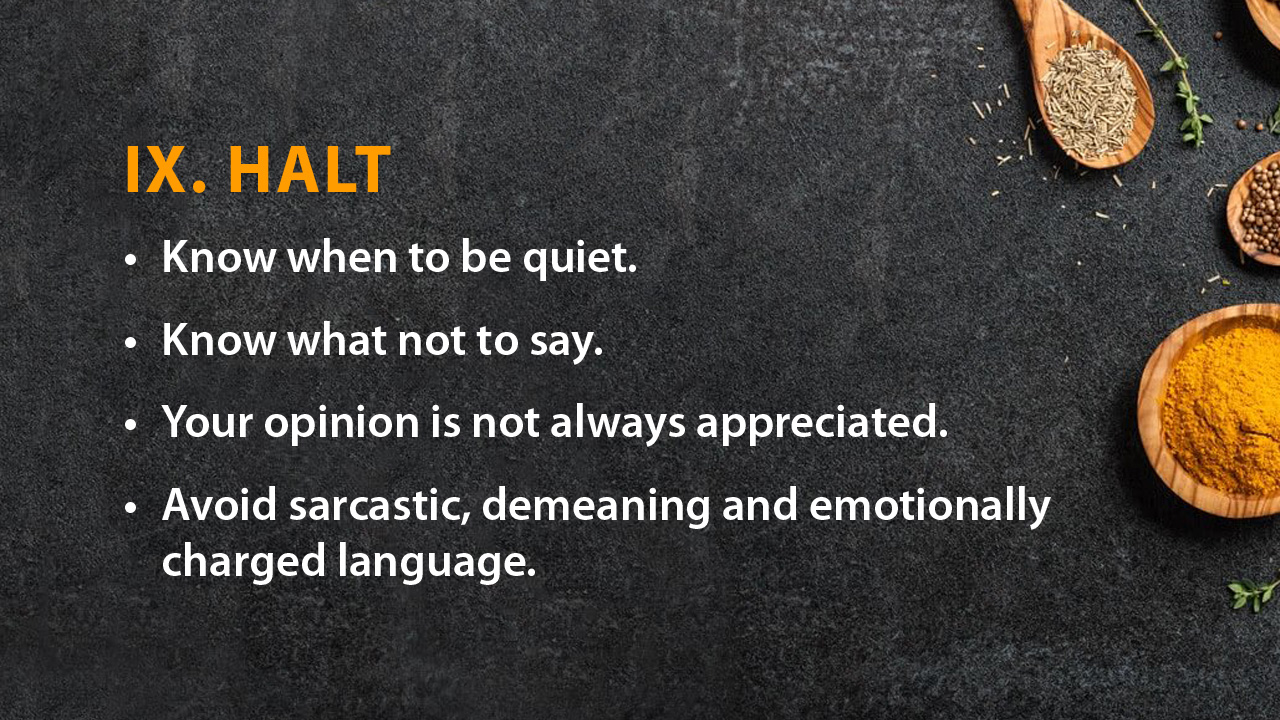 IX. HALT
• Know when to be quiet.
• Know what not to say.
• Your opinion is not always appreciated.
• Avoid sarcastic, demeaning and emotionally
charged language.